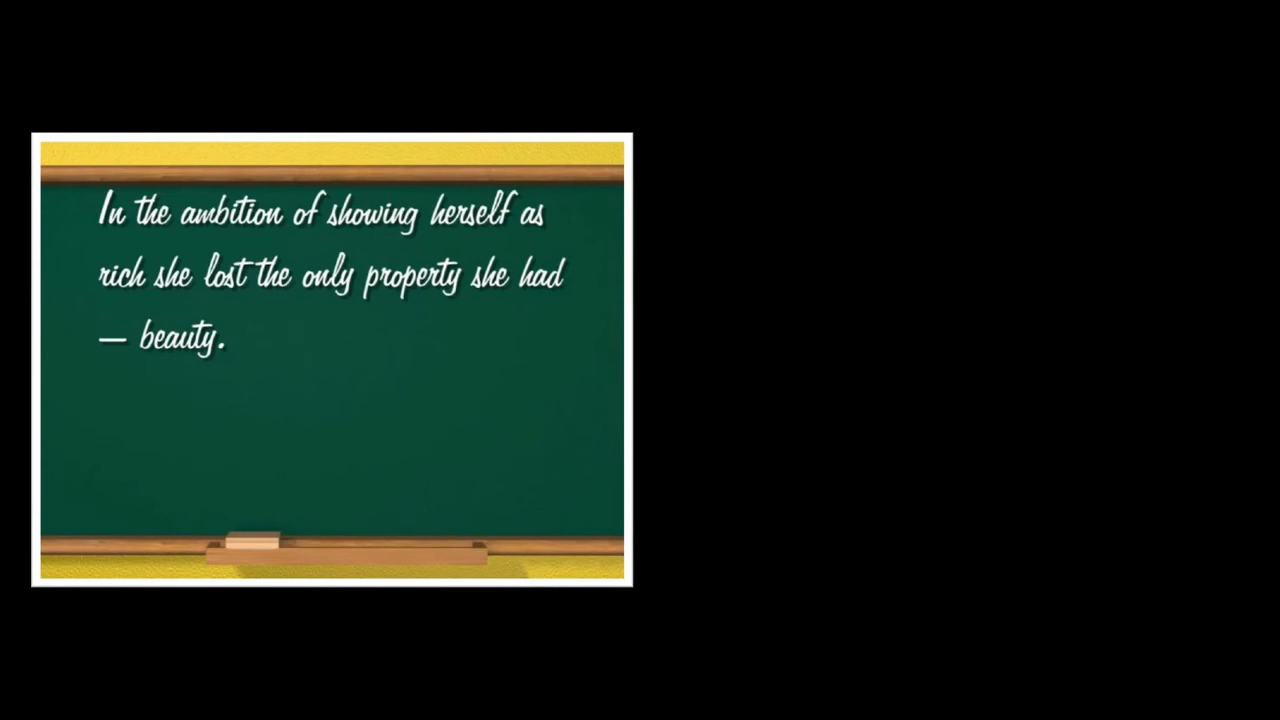 In the ambition of showing herself as
rich she lost the only property she had
— beauty.